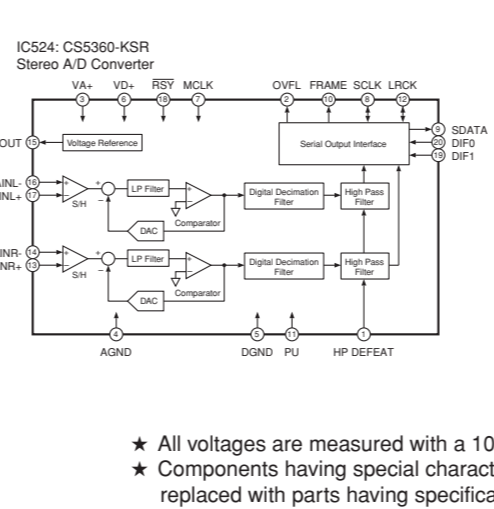 IC524: CS5360-KSR
Stereo A/D Converter
VA+ VD+ RSY MCLK OVFL FRAME SCLK LRCK
3 6 18 7 2 10 8 12
OUT 15 Voltage Reference Serial Output Interface
9 SDATA
20 DIF0
19 DIF1
AINL- 16
INL+ 17
+ − S/H + − LP Filter + − Comparator DAC
Digital Decimation
Filter
High Pass
Filter
INR- 14
NR+ 13
+ − S/H + − LP Filter + − Comparator DAC
Digital Decimation
Filter
High Pass
Filter
4 5 11 1
AGND DGND PU HP DEFEAT
★ All voltages are measured with a 10
★ Components having special charact
replaced with parts having specifica